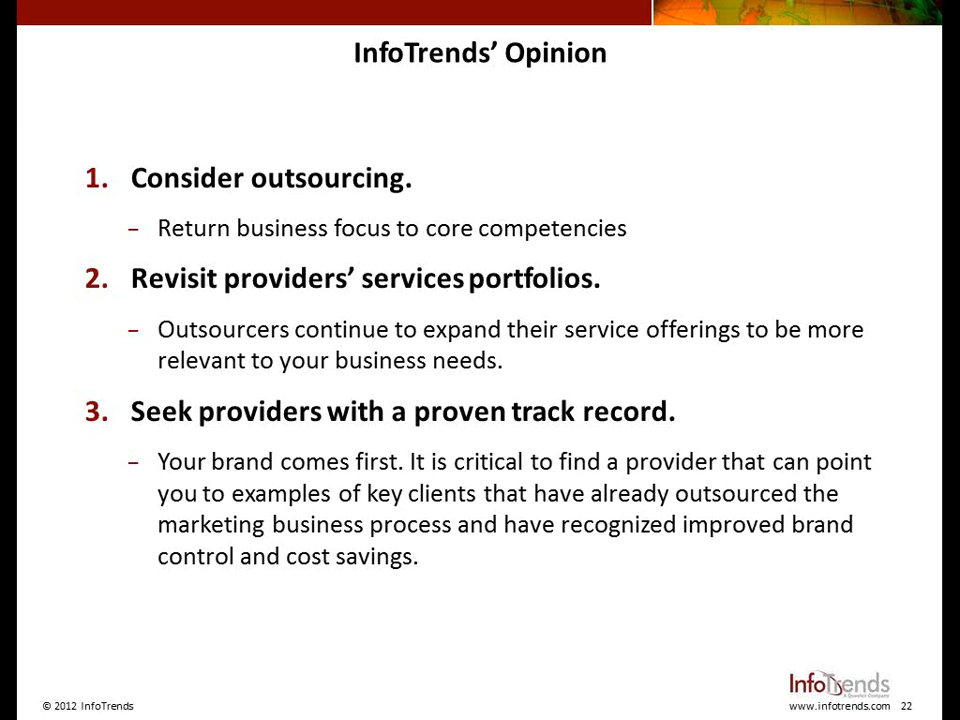 InfoTrends’ Opinion
1. Consider outsourcing.
– Return business focus to core competencies
2. Revisit providers’ services portfolios.
– Outsourcers continue to expand their service offerings to be more
relevant to your business needs.
3. Seek providers with a proven track record.
– Your brand comes first. It is critical to find a provider that can point
you to examples of key clients that have already outsourced the
marketing business process and have recognized improved brand
control and cost savings.
InfoTrends
A Questex Company
© 2012 InfoTrends
www.infotrends.com 22